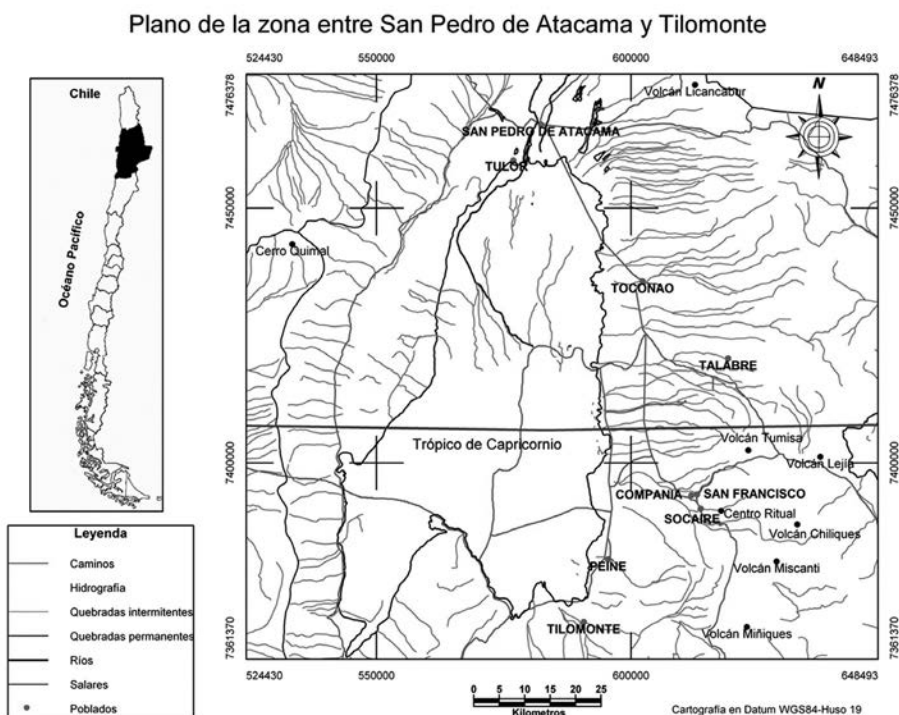 Plano de la zona entre San Pedro de Atacama y Tilomonte
Chile
Océano Pacífico
Leyenda
Caminos
Hidrografia
Quebradas intermitentes
Quebradas permanentes
Ríos
Salares
Poblados
524430
550000
600000
648493
7476378
7476378
N
Volcán Licancabur
SAN PEDRO DE ATACAMA
TULOR
7450000
7450000
Cerro Quimal
TOCONAO
TALABRE
Trópico de Capricornio
Volcán Tumisa
7400000
Volcán Lejía
7400000
COMPANIA
SAN FRANCISCO
SOCAIRE
Centro Ritual
Volcán Chiliques
PEINE
Volcán Miscanti
TILOMONTE
Volcán Miñiques
7361370
7361370
524430
550000
600000
648493
0 5 10 15 20 25
Kilometros
Cartografía en Datum WGS84-Huso 19